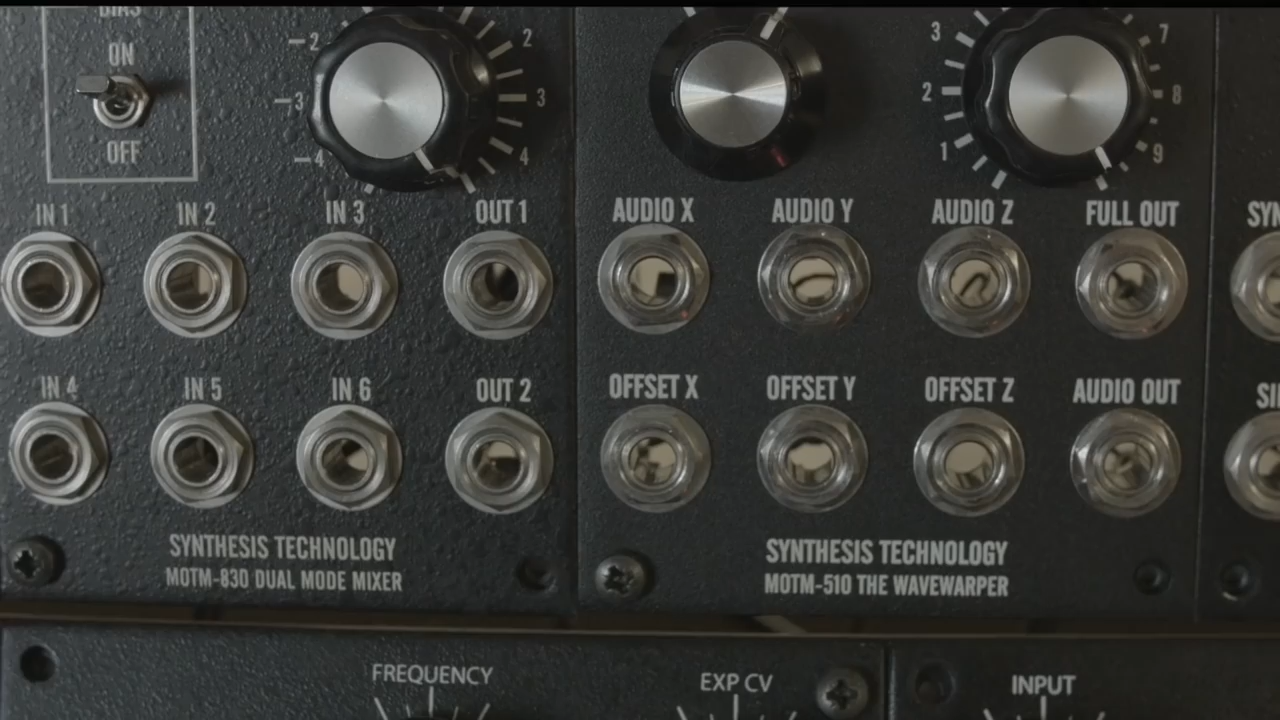 BIAS
ON
OFF
-2 2
-3 3
-4 4
3 7
2 8
1 9
IN 1 IN 2 IN 3 OUT 1
AUDIO X AUDIO Y AUDIO Z FULL OUT
IN 4 IN 5 IN 6 OUT 2
OFFSET X OFFSET Y OFFSET Z AUDIO OUT
SYNTHESIS TECHNOLOGY
MOTM-830 DUAL MODE MIXER
SYNTHESIS TECHNOLOGY
MOTM-510 THE WAVEWARPER
FREQUENCY EXP CV INPUT